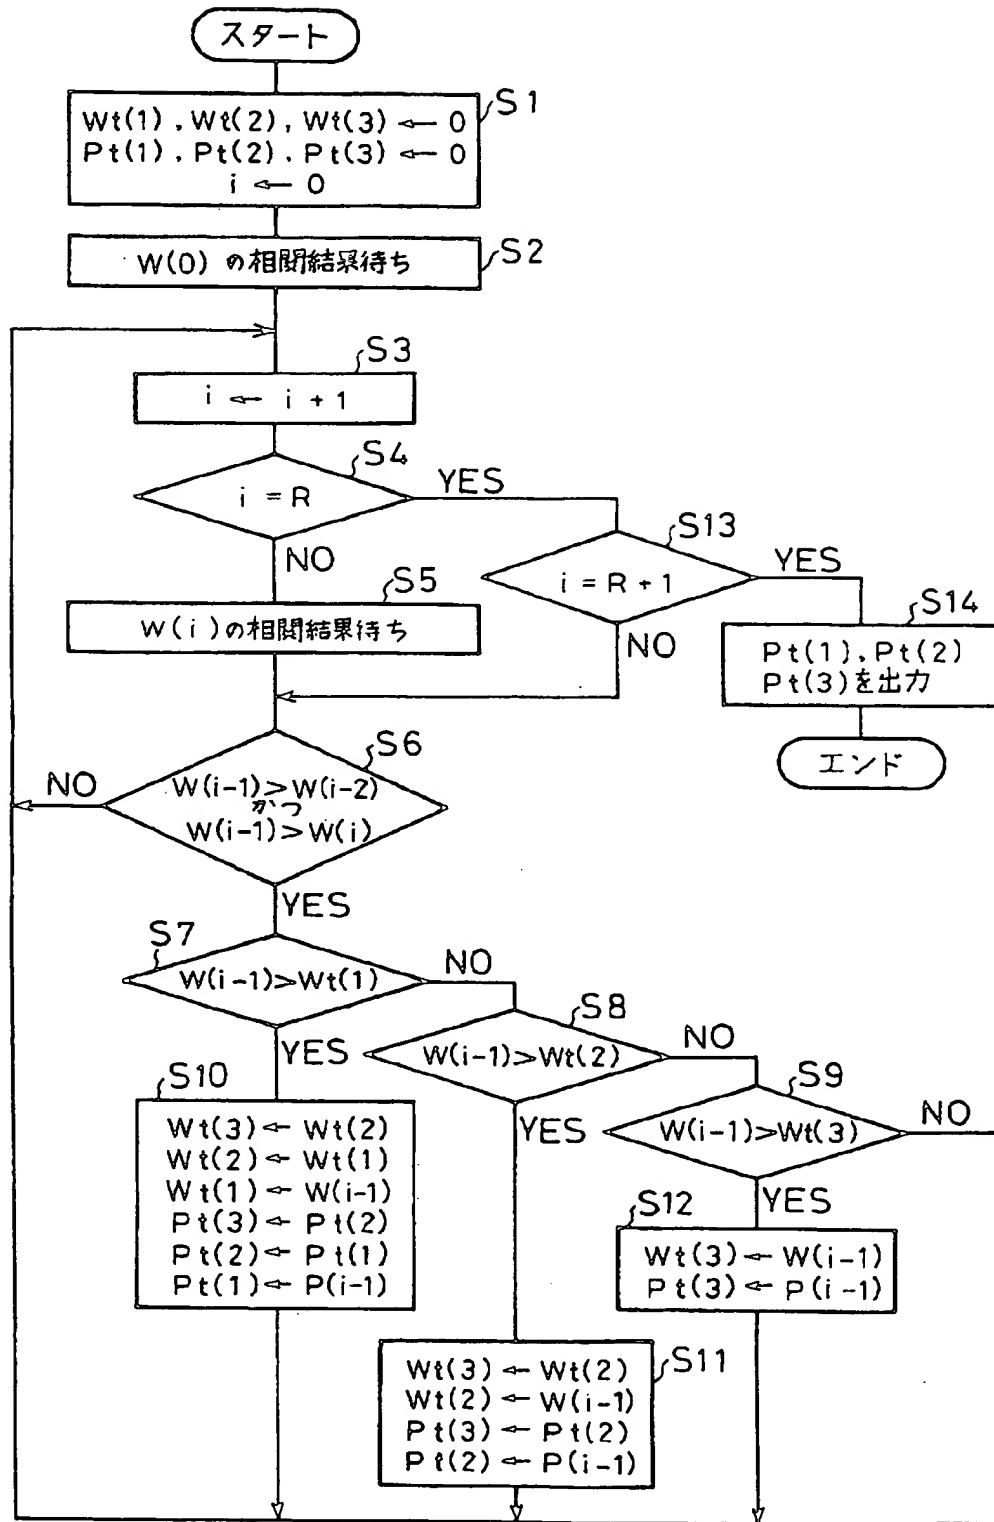 スタート
S1
Wt(1), Wt(2), Wt(3) ← 0
Pt(1), Pt(2), Pt(3) ← 0
i ← 0
S2
W(0) の相関結果待ち
S3
i ← i + 1
S4
i = R
YES
NO
S13
i = R + 1
YES
NO
S5
W(i)の相関結果待ち
S14
Pt(1), Pt(2)
Pt(3)を出力
エンド
S6
W(i-1)>W(i-2)
かつ
W(i-1)>W(i)
NO
YES
S7
W(i-1)>Wt(1)
NO
YES
S8
W(i-1)>Wt(2)
NO
YES
S9
W(i-1)>Wt(3)
NO
YES
S10
Wt(3)← Wt(2)
Wt(2)← Wt(1)
Wt(1)← W(i-1)
Pt(3)← Pt(2)
Pt(2)← Pt(1)
Pt(1)← P(i-1)
S12
Wt(3)← W(i-1)
Pt(3)← P(i-1)
S11
Wt(3)← Wt(2)
Wt(2)← W(i-1)
Pt(3)← Pt(2)
Pt(2)← P(i-1)